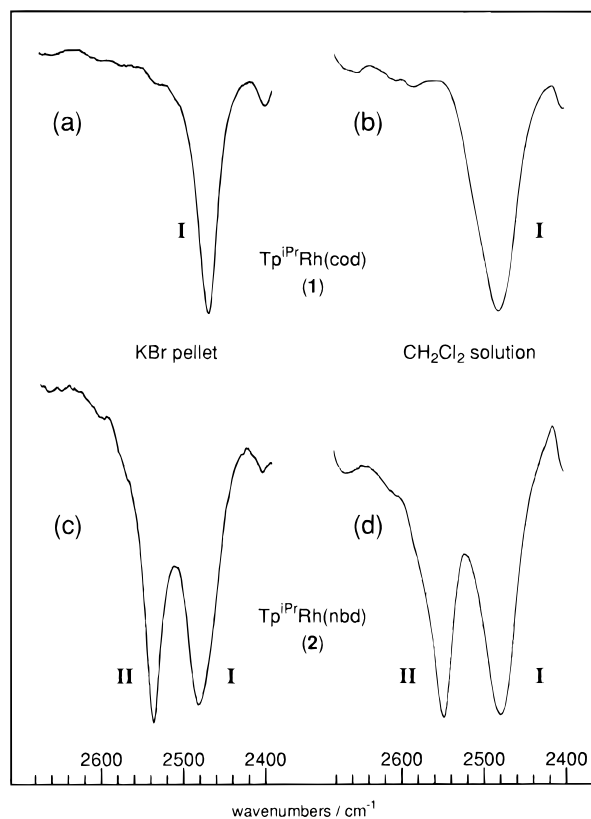 (a)
(b)
I
I
Tp^iPr Rh(cod)
(1)
KBr pellet
CH₂Cl₂ solution
(c)
(d)
Tp^iPr Rh(nbd)
(2)
II
I
II
I
2600 2500 2400
2600 2500 2400
wavenumbers / cm⁻¹